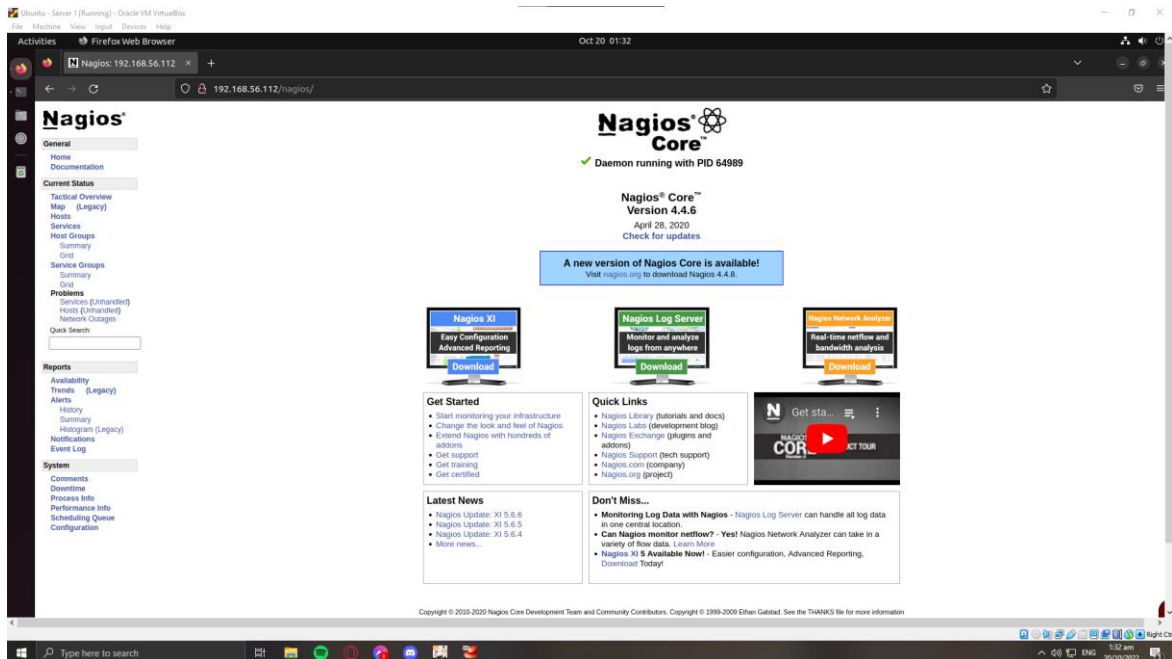 Ubuntu - Server 1 [Running] - Oracle VM VirtualBox
File Machine View Input Devices Help
Activities Firefox Web Browser Oct 20 01:32
Nagios: 192.168.56.112 × +
192.168.56.112/nagios/
Nagios®
General
Home
Documentation
Current Status
Tactical Overview
Map (Legacy)
Hosts
Services
Host Groups
Summary
Grid
Service Groups
Summary
Grid
Problems
Services (Unhandled)
Hosts (Unhandled)
Network Outages
Quick Search:
Reports
Availability
Trends (Legacy)
Alerts
History
Summary
Histogram (Legacy)
Notifications
Event Log
System
Comments
Downtime
Process Info
Performance Info
Scheduling Queue
Configuration
Nagios®
Core™
Daemon running with PID 64989
Nagios® Core™
Version 4.4.6
April 28, 2020
Check for updates
A new version of Nagios Core is available!
Visit nagios.org to download Nagios 4.4.8.
Nagios XI
Easy Configuration
Advanced Reporting
Download
Nagios Log Server
Monitor and analyze
logs from anywhere
Download
Nagios Network Analyzer
Real-time netflow and
bandwidth analysis
Download
Get Started
• Start monitoring your infrastructure
• Change the look and feel of Nagios
• Extend Nagios with hundreds of
addons
• Get support
• Get training
• Get certified
Quick Links
• Nagios Library (tutorials and docs)
• Nagios Labs (development blog)
• Nagios Exchange (plugins and
addons)
• Nagios Support (tech support)
• Nagios.com (company)
• Nagios.org (project)
N Get sta...
NAGIOS
CORE
CT TOUR
Latest News
• Nagios Update: XI 5.6.6
• Nagios Update: XI 5.6.5
• Nagios Update: XI 5.6.4
• More news...
Don't Miss...
• Monitoring Log Data with Nagios - Nagios Log Server can handle all log data
in one central location.
• Can Nagios monitor netflow? - Yes! Nagios Network Analyzer can take in a
variety of flow data. Learn More
• Nagios XI 5 Available Now! - Easier configuration, Advanced Reporting,
Download Today!
Copyright © 2010-2020 Nagios Core Development Team and Community Contributors. Copyright © 1999-2009 Ethan Galstad. See the THANKS file for more information
Right Ct
Type here to search
ENG
1:32 am
20/10/2022